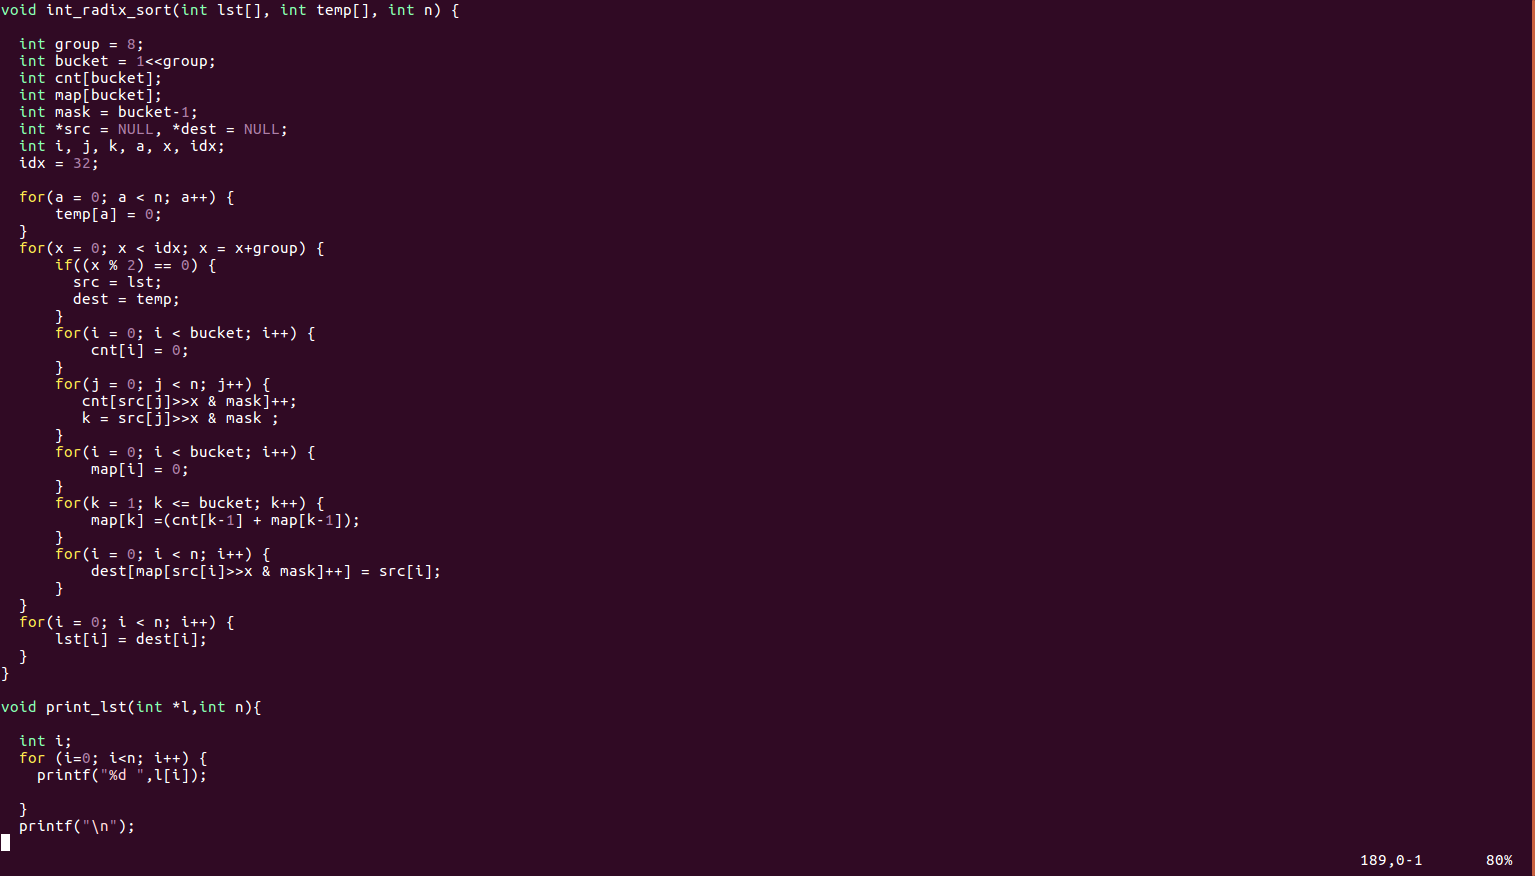 void int_radix_sort(int lst[], int temp[], int n) {
  int group = 8;
  int bucket = 1<<group;
  int cnt[bucket];
  int map[bucket];
  int mask = bucket-1;
  int *src = NULL, *dest = NULL;
  int i, j, k, a, x, idx;
  idx = 32;
  for(a = 0; a < n; a++) {
      temp[a] = 0;
  }
  for(x = 0; x < idx; x = x+group) {
      if((x % 2) == 0) {
        src = lst;
        dest = temp;
      }
      for(i = 0; i < bucket; i++) {
          cnt[i] = 0;
      }
      for(j = 0; j < n; j++) {
         cnt[src[j]>>x & mask]++;
         k = src[j]>>x & mask ;
      }
      for(i = 0; i < bucket; i++) {
          map[i] = 0;
      }
      for(k = 1; k <= bucket; k++) {
          map[k] =(cnt[k-1] + map[k-1]);
      }
      for(i = 0; i < n; i++) {
          dest[map[src[i]>>x & mask]++] = src[i];
      }
  }
  for(i = 0; i < n; i++) {
      lst[i] = dest[i];
  }
}
void print_lst(int *l,int n){
  int i;
  for (i=0; i<n; i++) {
    printf("%d ",l[i]);
  }
  printf("\n");
189,0-1       80%